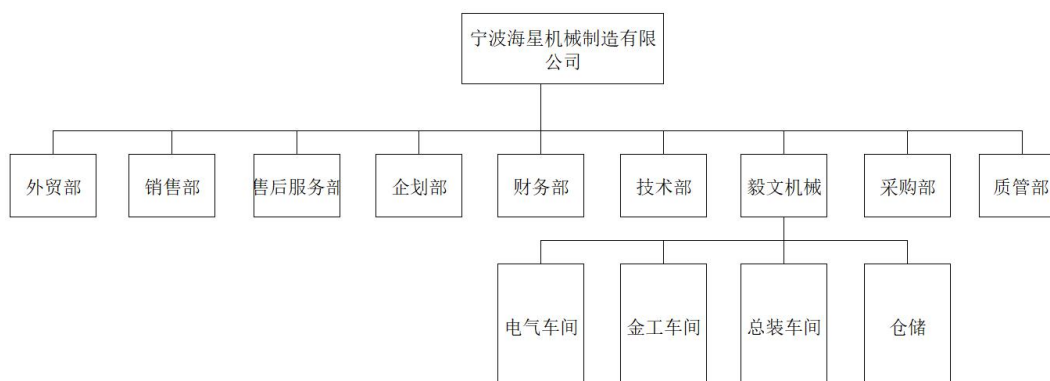 宁波海星机械制造有限
公司
外贸部
销售部
售后服务部
企划部
财务部
技术部
毅文机械
采购部
质管部
电气车间
金工车间
总装车间
仓储